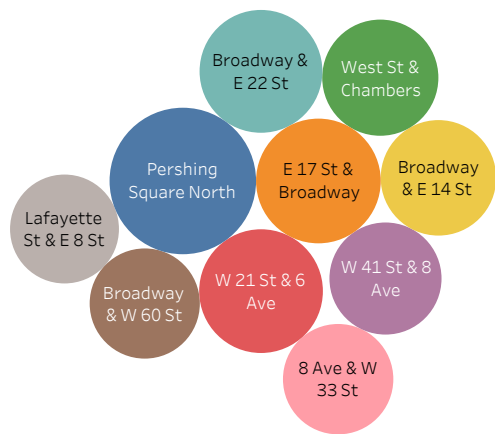 Broadway &
E 22 St
West St &
Chambers
Pershing
Square North
E 17 St &
Broadway
Broadway
& E 14 St
Lafayette
St & E 8 St
Broadway
& W 60 St
W 21 St & 6
Ave
W 41 St & 8
Ave
8 Ave & W
33 St